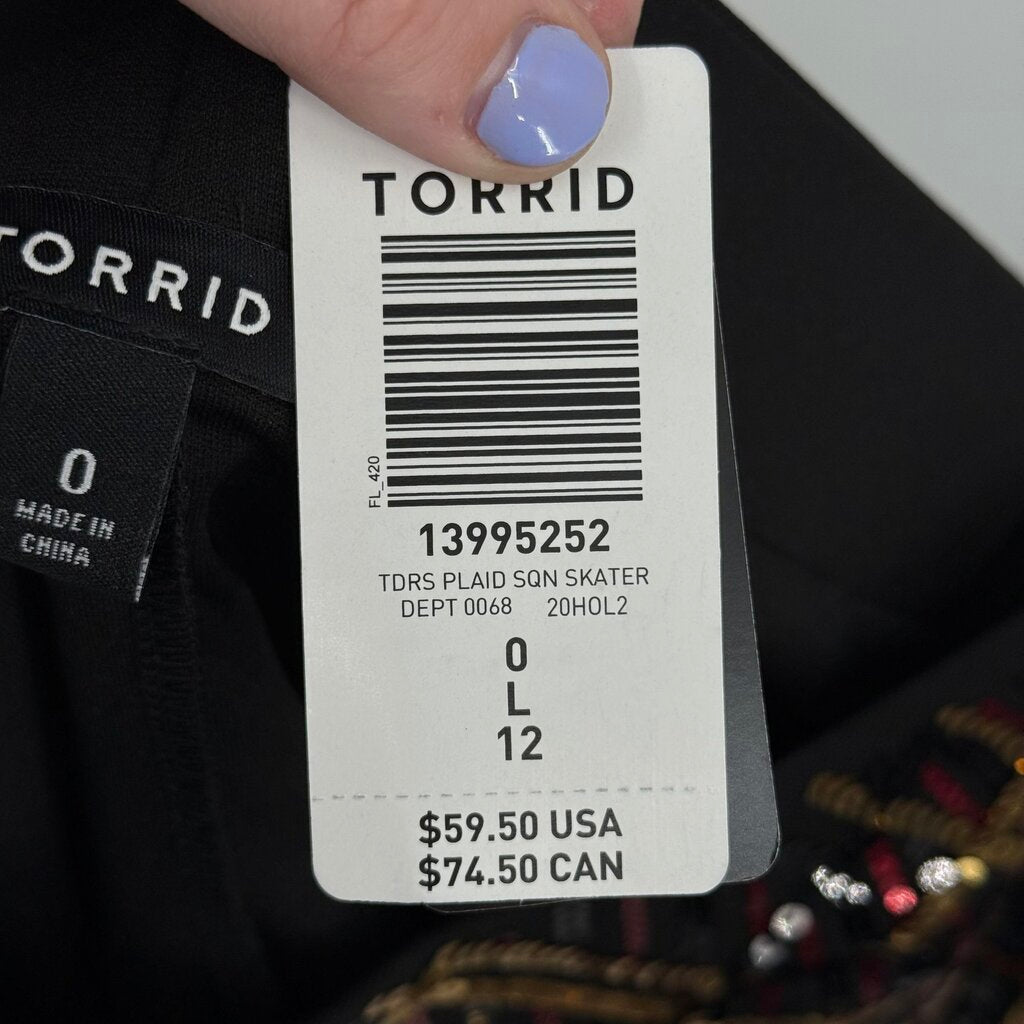 TORRID
FL_420
13995252
TDRS PLAID SQN SKATER
DEPT 0068 20HOL2
0
L
12
$59.50 USA
$74.50 CAN
TORRID
0
MADE IN
CHINA